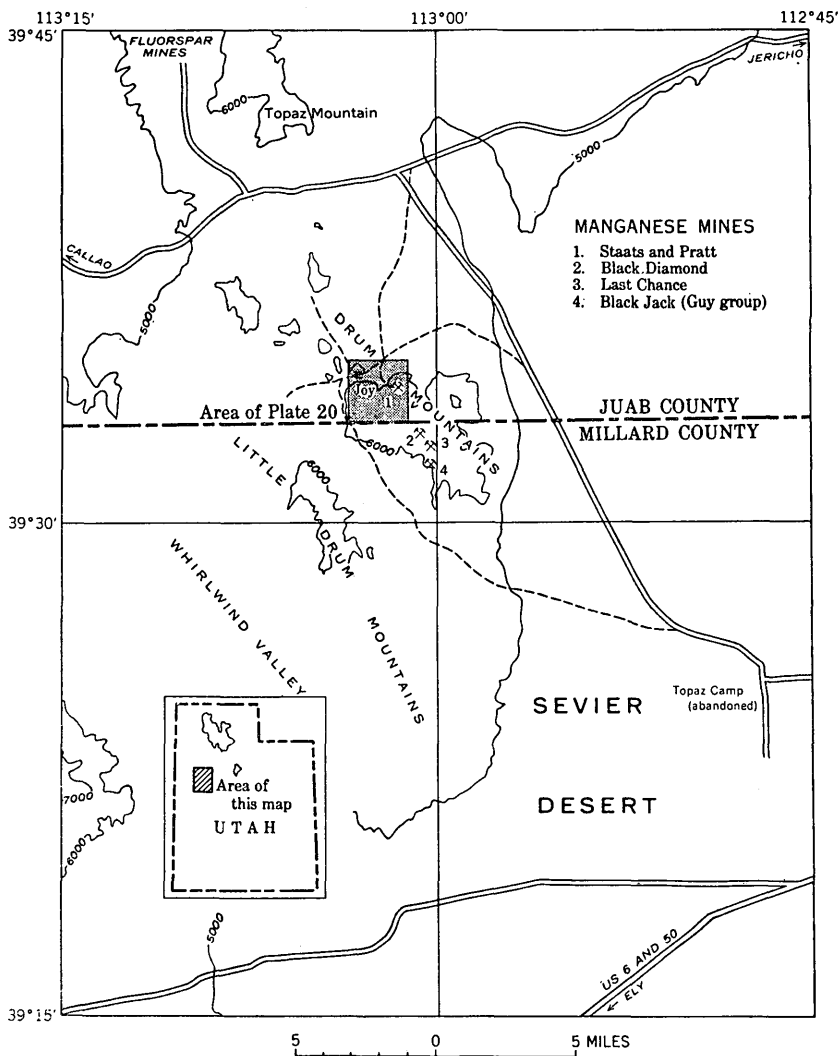 113°15'
113°00'
112°45'
39°45'
FLUORSPAR
MINES
JERICHO
6000
Topaz Mountain
5000
MANGANESE MINES
1. Staats and Pratt
2. Black Diamond
3. Last Chance
4. Black Jack (Guy group)
CALLAO
5000
DRUM
MOUNTAINS
Joy
1
Area of Plate 20
JUAB COUNTY
MILLARD COUNTY
6000
2
3
4
LITTLE
DRUM
MOUNTAINS
6000
39°30'
WHIRLWIND VALLEY
SEVIER
DESERT
Topaz Camp
(abandoned)
7000
6000
Area of
this map
UTAH
5000
US 6 AND 50
ELY
39°15'
5 0 5 MILES